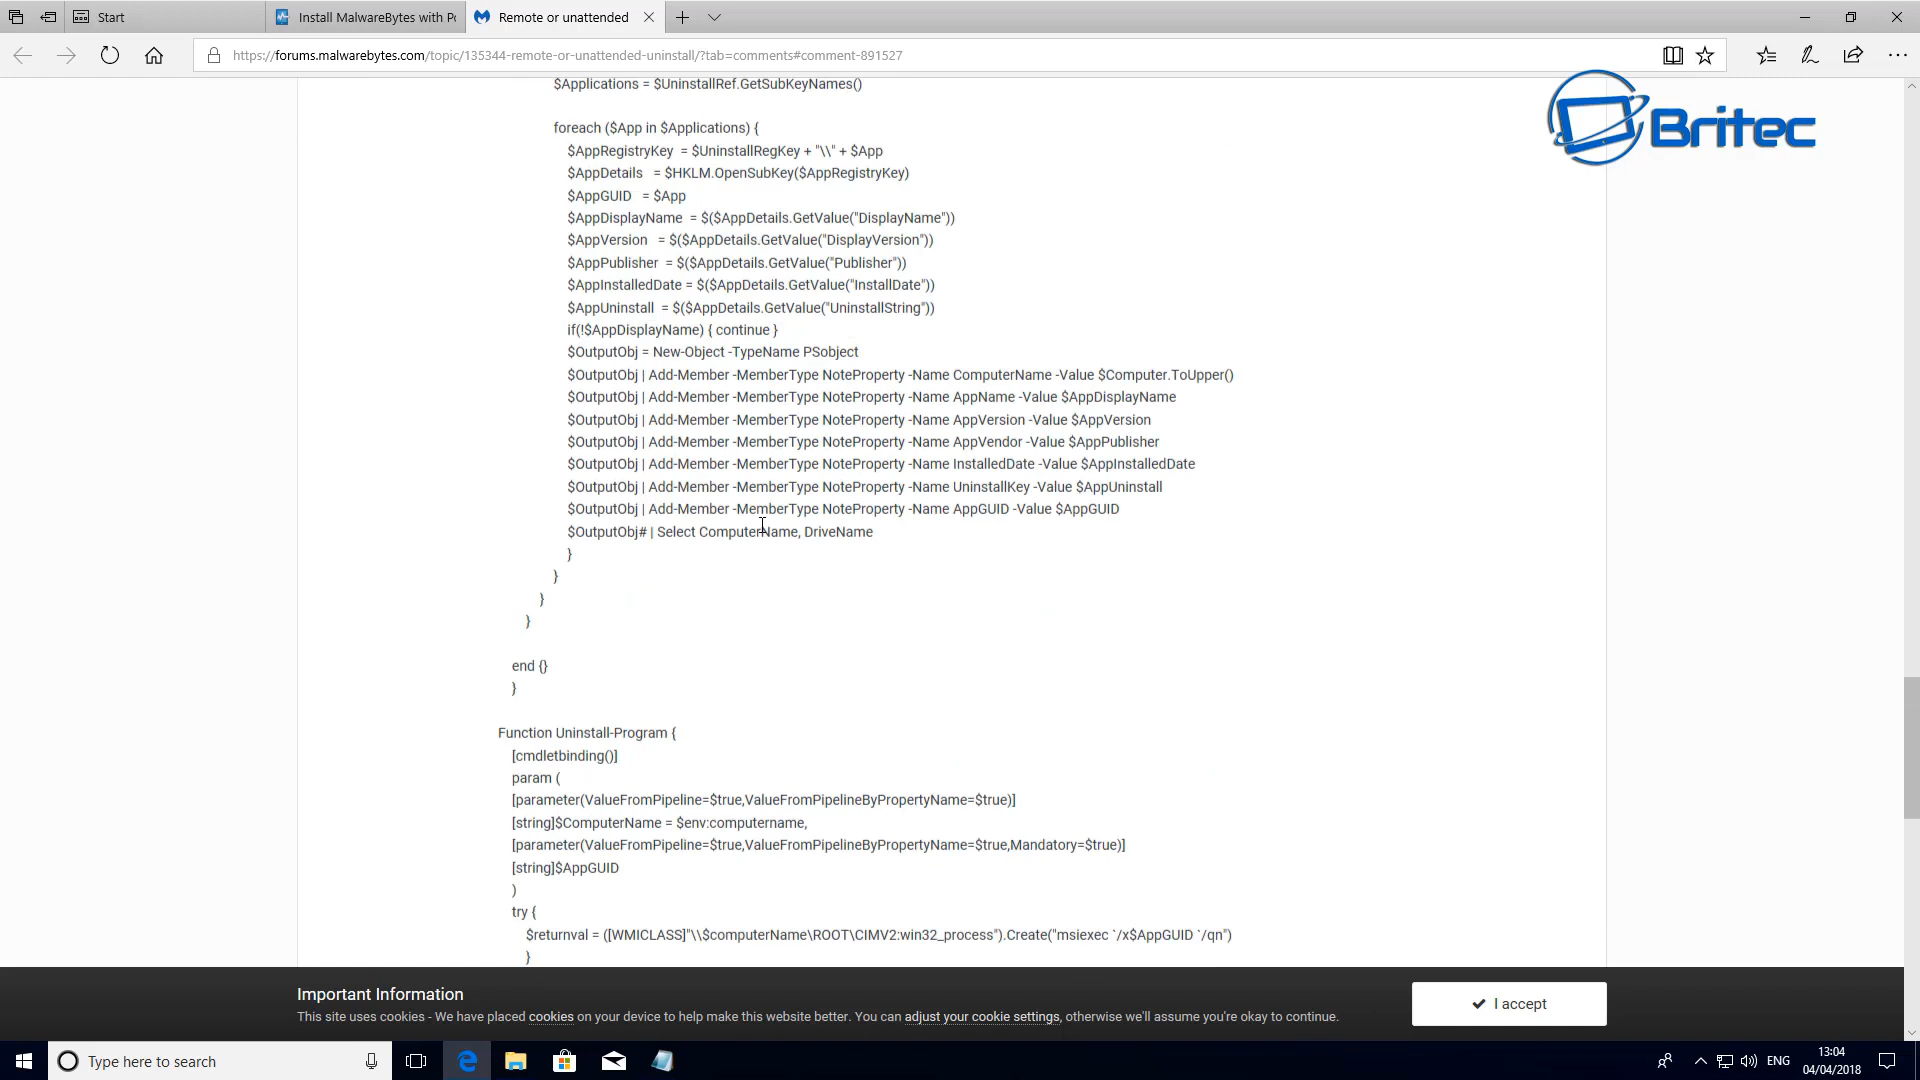 Start
Install MalwareBytes with Po
Remote or unattended
https://forums.malwarebytes.com/topic/135344-remote-or-unattended-uninstall/?tab=comments#comment-891527
Britec
$Applications = $UninstallRef.GetSubKeyNames()
foreach ($App in $Applications) {
$AppRegistryKey = $UninstallRegKey + "\\" + $App
$AppDetails = $HKLM.OpenSubKey($AppRegistryKey)
$AppGUID = $App
$AppDisplayName = $($AppDetails.GetValue("DisplayName"))
$AppVersion = $($AppDetails.GetValue("DisplayVersion"))
$AppPublisher = $($AppDetails.GetValue("Publisher"))
$AppInstalledDate = $($AppDetails.GetValue("InstallDate"))
$AppUninstall = $($AppDetails.GetValue("UninstallString"))
if(!$AppDisplayName) { continue }
$OutputObj = New-Object -TypeName PSobject
$OutputObj | Add-Member -MemberType NoteProperty -Name ComputerName -Value $Computer.ToUpper()
$OutputObj | Add-Member -MemberType NoteProperty -Name AppName -Value $AppDisplayName
$OutputObj | Add-Member -MemberType NoteProperty -Name AppVersion -Value $AppVersion
$OutputObj | Add-Member -MemberType NoteProperty -Name AppVendor -Value $AppPublisher
$OutputObj | Add-Member -MemberType NoteProperty -Name InstalledDate -Value $AppInstalledDate
$OutputObj | Add-Member -MemberType NoteProperty -Name UninstallKey -Value $AppUninstall
$OutputObj | Add-Member -MemberType NoteProperty -Name AppGUID -Value $AppGUID
$OutputObj# | Select ComputerName, DriveName
}
}
}
}
end {}
}
Function Uninstall-Program {
[cmdletbinding()]
param (
[parameter(ValueFromPipeline=$true,ValueFromPipelineByPropertyName=$true)]
[string]$ComputerName = $env:computername,
[parameter(ValueFromPipeline=$true,ValueFromPipelineByPropertyName=$true,Mandatory=$true)]
[string]$AppGUID
)
try {
$returnval = ([WMICLASS]"\\$computerName\ROOT\CIMV2:win32_process").Create("msiexec `/x$AppGUID `/qn")
}
Important Information
This site uses cookies - We have placed cookies on your device to help make this website better. You can adjust your cookie settings, otherwise we'll assume you're okay to continue.
I accept
Type here to search
ENG
13:04
04/04/2018